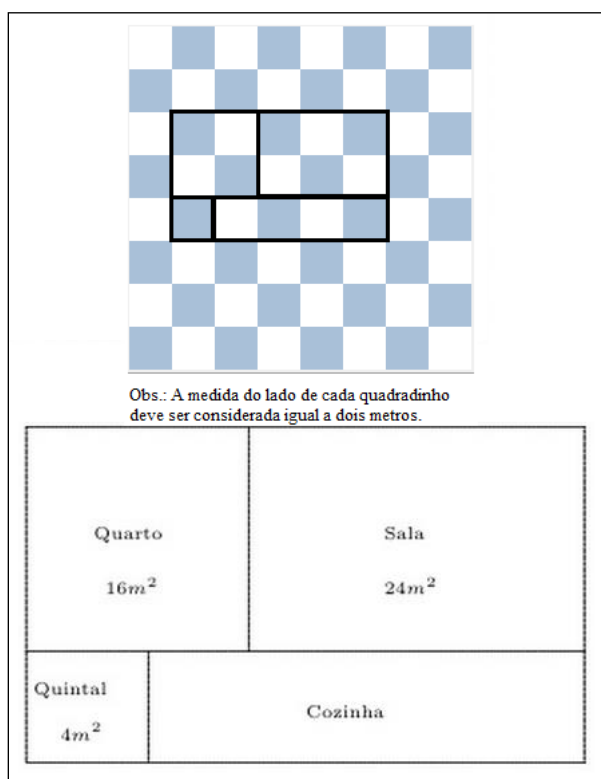 Obs.: A medida do lado de cada quadradinho
deve ser considerada igual a dois metros.
Quarto
16m²
Sala
24m²
Quintal
4m²
Cozinha